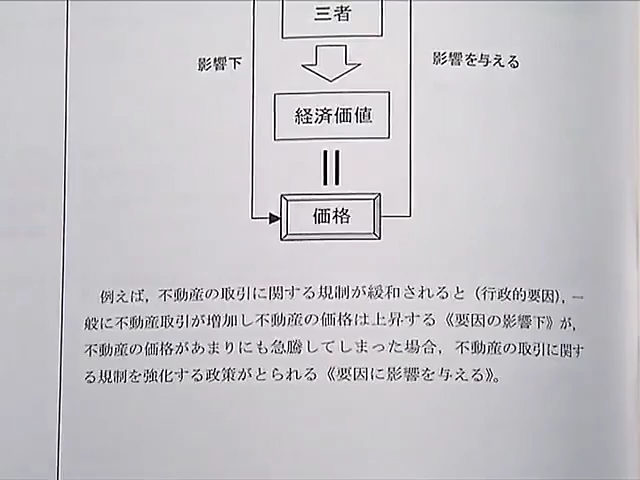 三者
影響下
影響を与える
経済価値
価格
例えば，不動産の取引に関する規制が緩和されると（行政的要因），一
般に不動産取引が増加し不動産の価格は上昇する《要因の影響下》が，
不動産の価格があまりにも急騰してしまった場合，不動産の取引に関す
る規制を強化する政策がとられる《要因に影響を与える》。